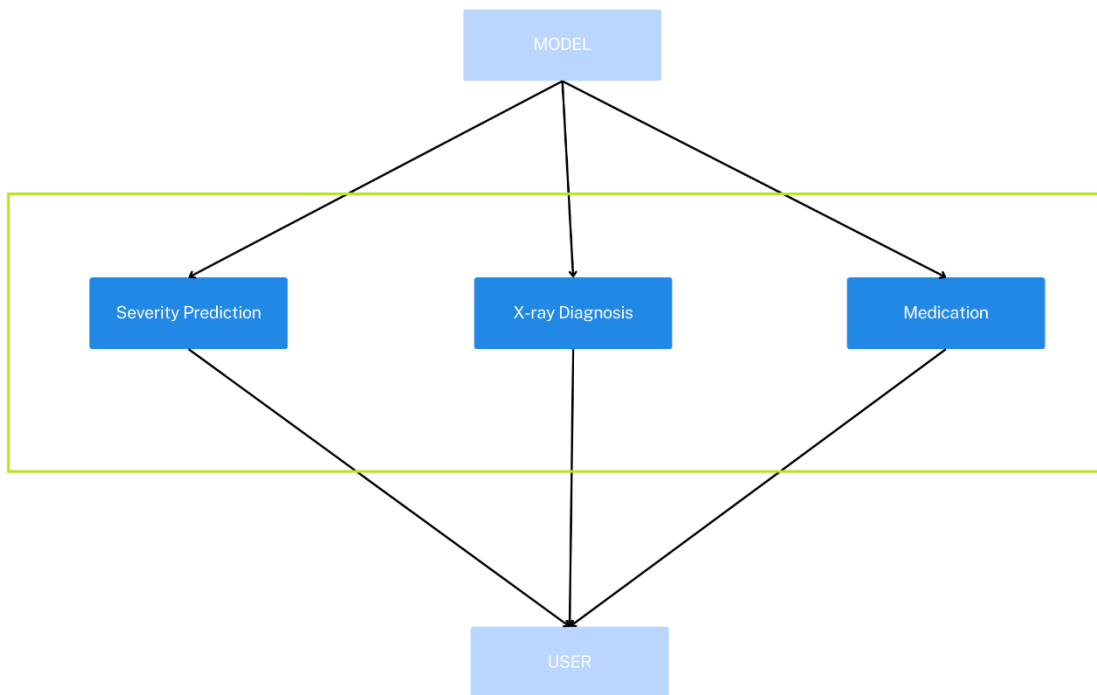 MODEL
Severity Prediction
X-ray Diagnosis
Medication
USER